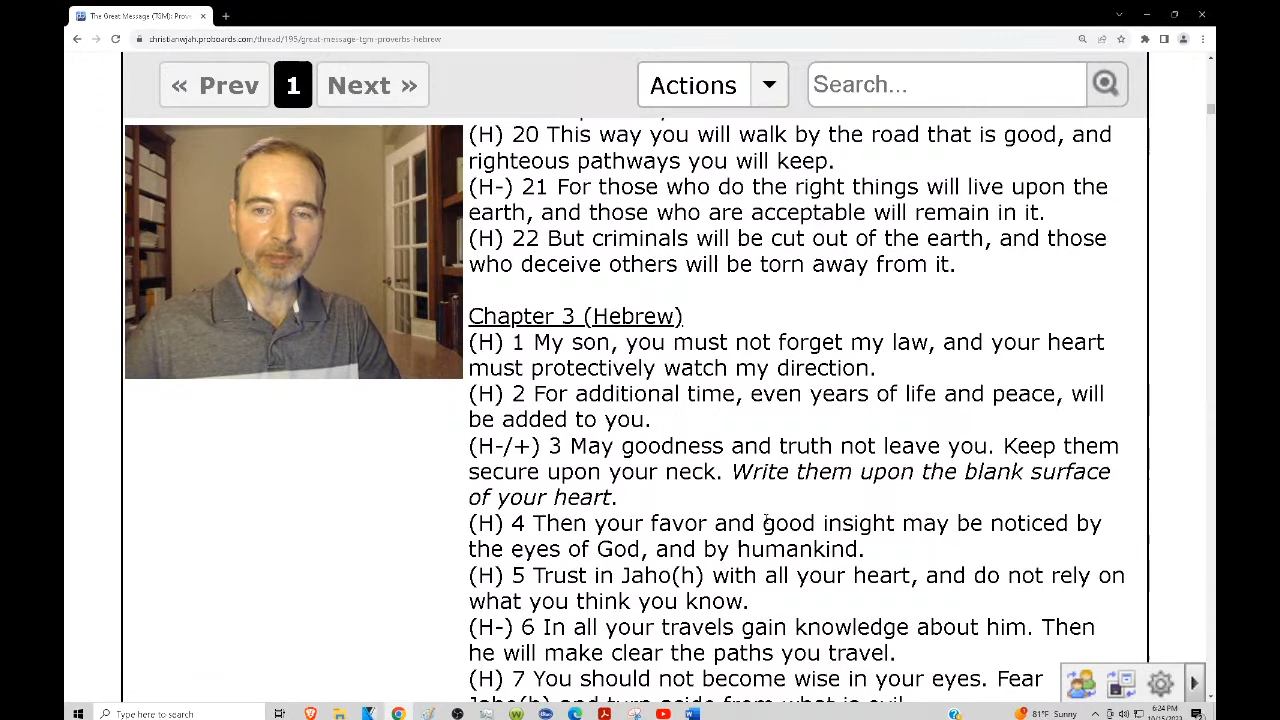 The Great Message (TGM): Prove
christianwjah.proboards.com/thread/195/great-message-tgm-proverbs-hebrew
« Prev 1 Next » Actions Search...
(H) 20 This way you will walk by the road that is good, and
righteous pathways you will keep.
(H-) 21 For those who do the right things will live upon the
earth, and those who are acceptable will remain in it.
(H) 22 But criminals will be cut out of the earth, and those
who deceive others will be torn away from it.
Chapter 3 (Hebrew)
(H) 1 My son, you must not forget my law, and your heart
must protectively watch my direction.
(H) 2 For additional time, even years of life and peace, will
be added to you.
(H-/+) 3 May goodness and truth not leave you. Keep them
secure upon your neck. Write them upon the blank surface
of your heart.
(H) 4 Then your favor and good insight may be noticed by
the eyes of God, and by humankind.
(H) 5 Trust in Jaho(h) with all your heart, and do not rely on
what you think you know.
(H-) 6 In all your travels gain knowledge about him. Then
he will make clear the paths you travel.
(H) 7 You should not become wise in your eyes. Fear
Type here to search
81°F Sunny
6:24 PM
10/15/2023